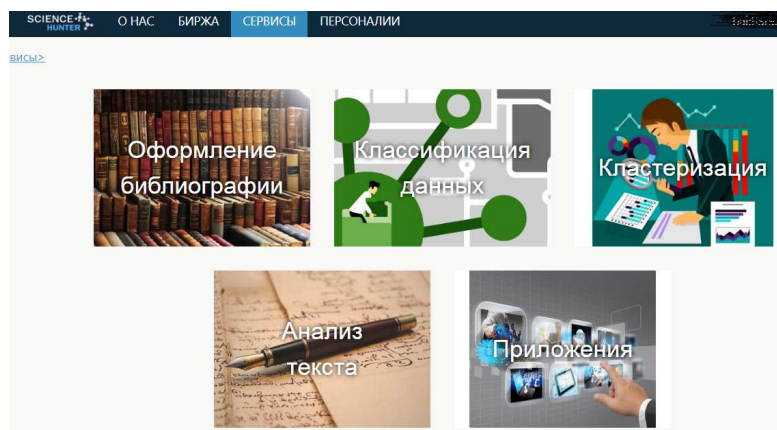 SCIENCE HUNTER О НАС БИРЖА СЕРВИСЫ ПЕРСОНАЛИИ
висы>
Оформление
библиографии
Классификация
данных
Кластеризация
Анализ
текста
Приложения